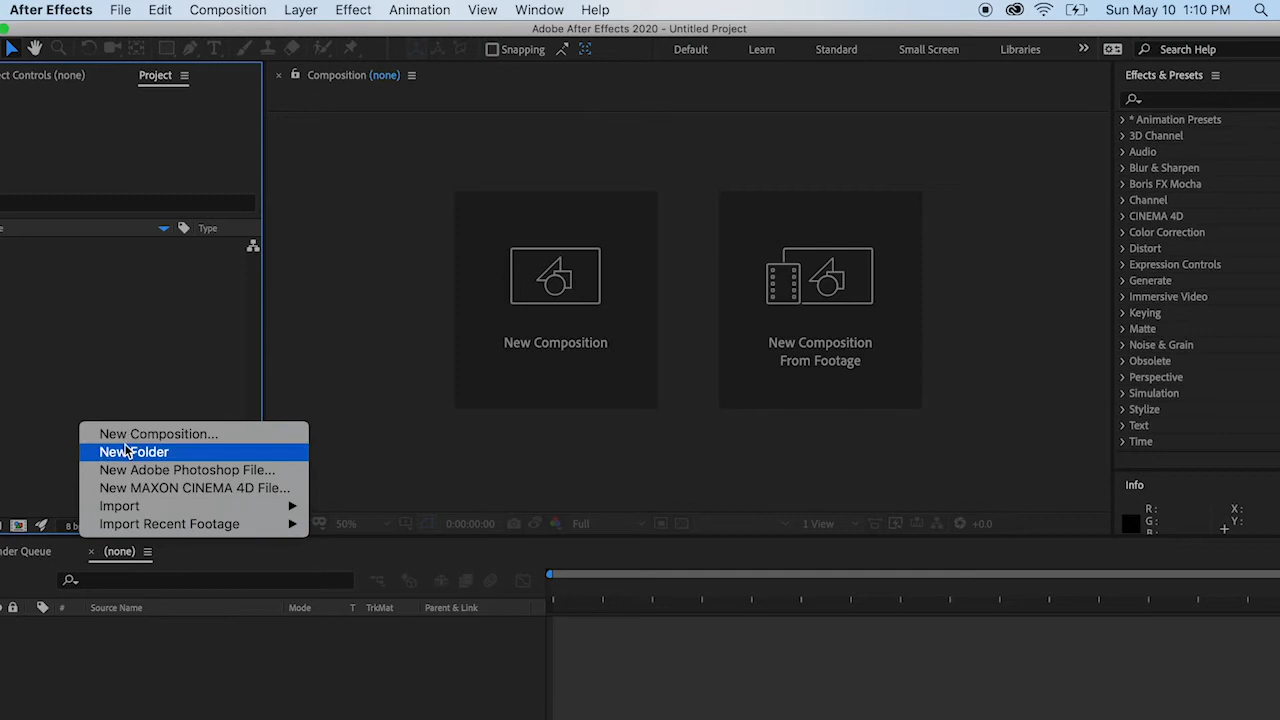 After Effects File Edit Composition Layer Effect Animation View Window Help Sun May 10 1:10 PM
Adobe After Effects 2020 - Untitled Project
Snapping Default Learn Standard Small Screen Libraries Search Help
ct Controls (none) Project
Composition (none)
Effects & Presets
* Animation Presets
3D Channel
Audio
Blur & Sharpen
Boris FX Mocha
Channel
CINEMA 4D
Color Correction
Distort
Expression Controls
Generate
Immersive Video
Keying
Matte
Noise & Grain
Obsolete
Perspective
Simulation
Stylize
Text
Time
Type
New Composition
New Composition
From Footage
New Composition...
New Folder
New Adobe Photoshop File...
New MAXON CINEMA 4D File...
Import
Import Recent Footage
8 b
50% 0:00:00:00 Full 1 View +0.0
Info
R:
G:
B:
X:
Y:
nder Queue (none)
# Source Name Mode T TrkMat Parent & Link